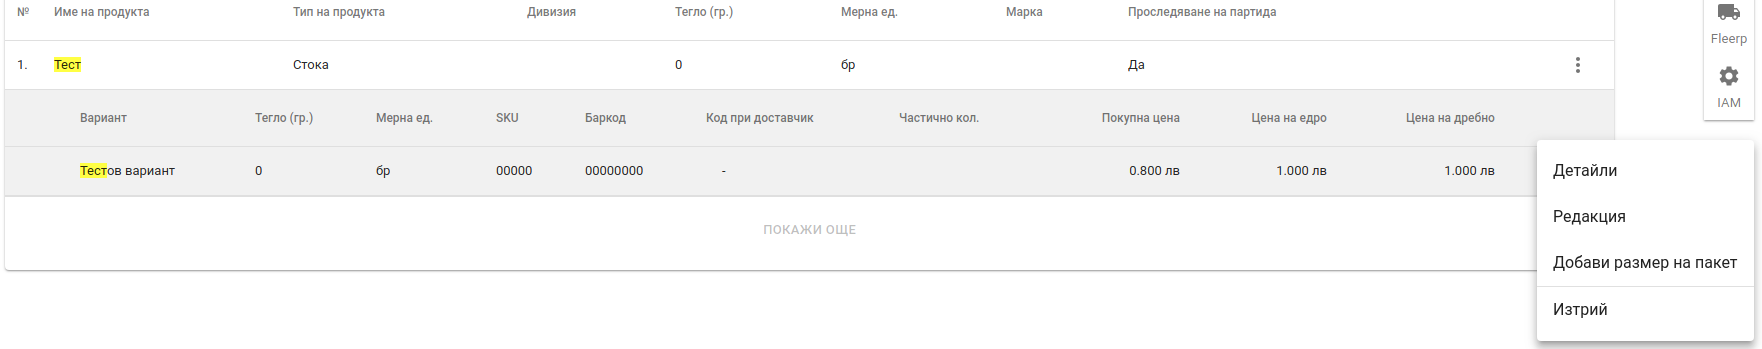 № Име на продукта Тип на продукта Дивизия Тегло (гр.) Мерна ед. Марка Проследяване на партида
Fleerp
1. Тест Стока 0 бр Да
IAM
Вариант Тегло (гр.) Мерна ед. SKU Баркод Код при доставчик Частично кол. Покупна цена Цена на едро Цена на дребно
Тестов вариант 0 бр 00000 00000000 - 0.800 лв 1.000 лв 1.000 лв
ПОКАЖИ ОЩЕ
Детайли
Редакция
Добави размер на пакет
Изтрий